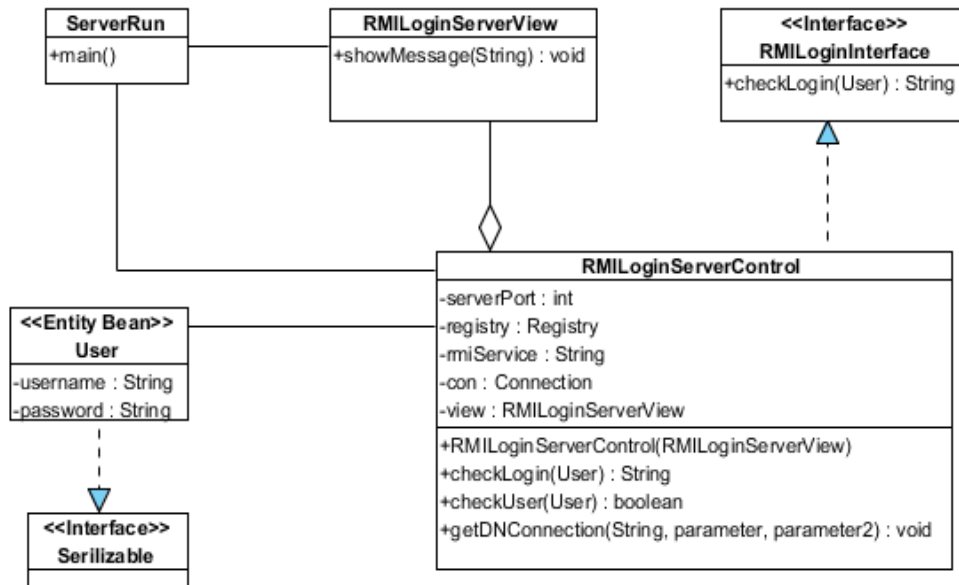 ServerRun
+main()
RMILoginServerView
+showMessage(String) : void
<<Interface>>
RMILoginInterface
+checkLogin(User) : String
RMILoginServerControl
-serverPort : int
-registry : Registry
-rmiService : String
-con : Connection
-view : RMILoginServerView
+RMILoginServerControl(RMILoginServerView)
+checkLogin(User) : String
+checkUser(User) : boolean
+getDNConnection(String, parameter, parameter2) : void
<<Entity Bean>>
User
-username : String
-password : String
<<Interface>>
Serilizable